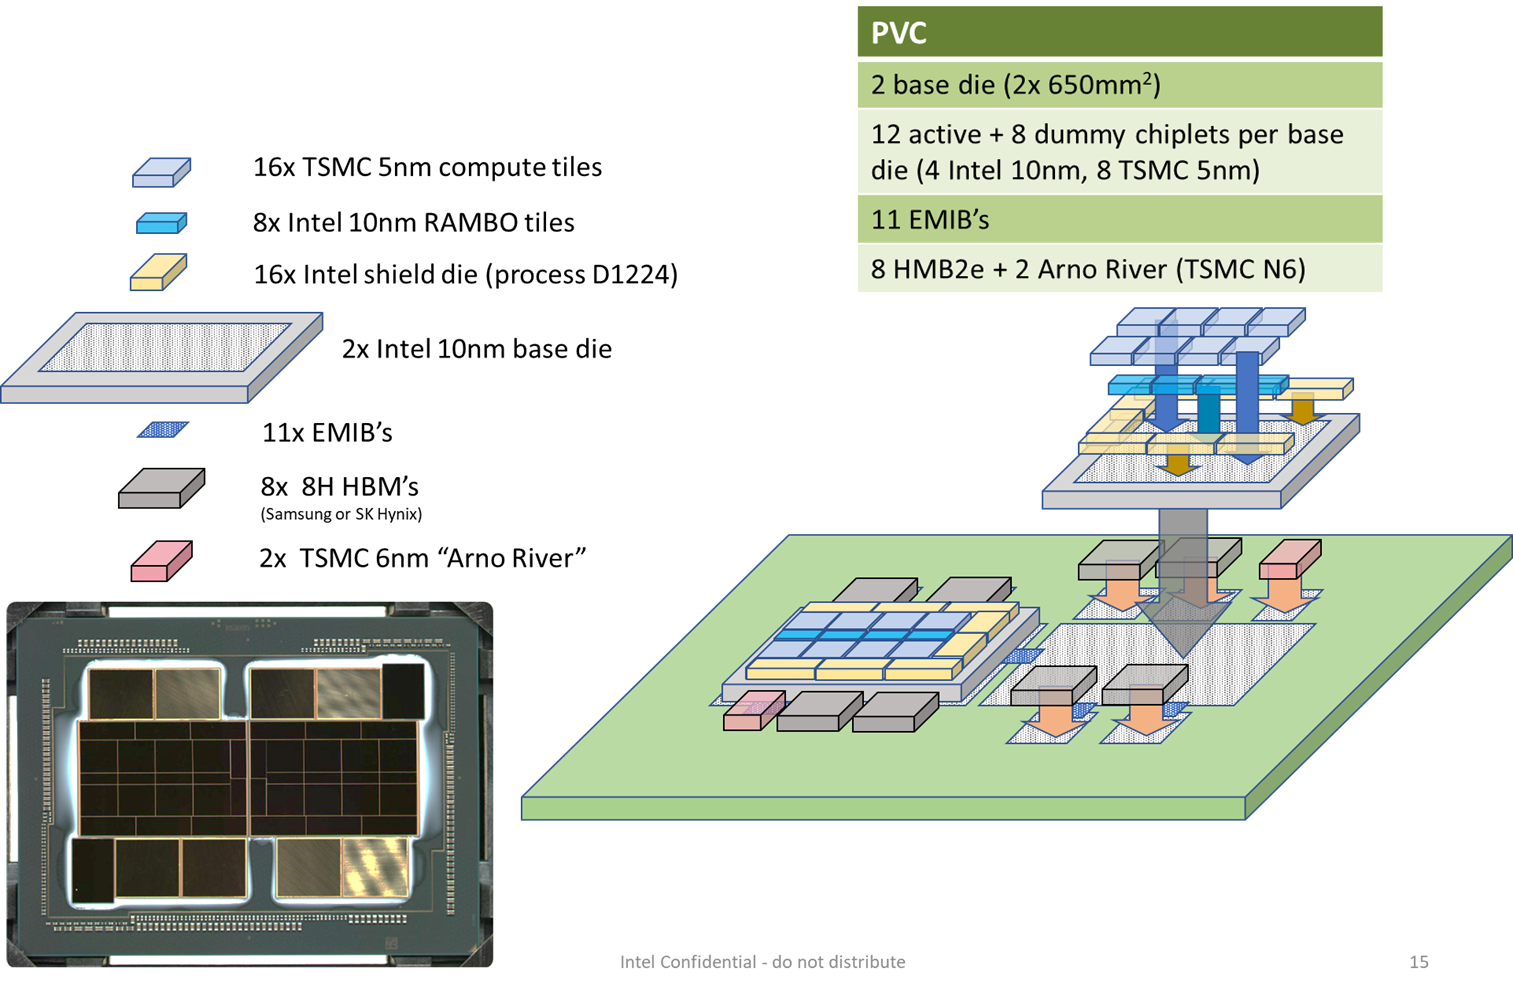 PVC
2 base die (2x 650mm²)
12 active + 8 dummy chiplets per base
die (4 Intel 10nm, 8 TSMC 5nm)
11 EMIB’s
8 HMB2e + 2 Arno River (TSMC N6)
16x TSMC 5nm compute tiles
8x Intel 10nm RAMBO tiles
16x Intel shield die (process D1224)
2x Intel 10nm base die
11x EMIB’s
8x 8H HBM’s
(Samsung or SK Hynix)
2x TSMC 6nm “Arno River”
Intel Confidential - do not distribute
15